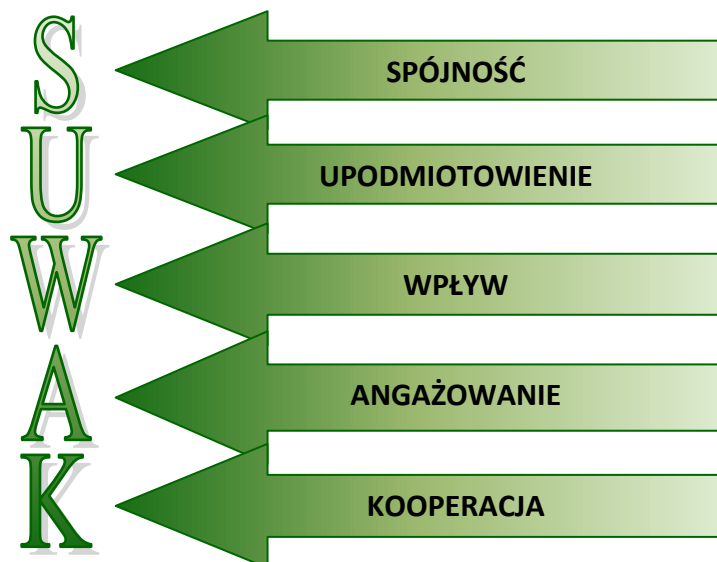 S
SPÓJNOŚĆ
U
UPODMIOTOWIENIE
W
WPŁYW
A
ANGAŻOWANIE
K
KOOPERACJA